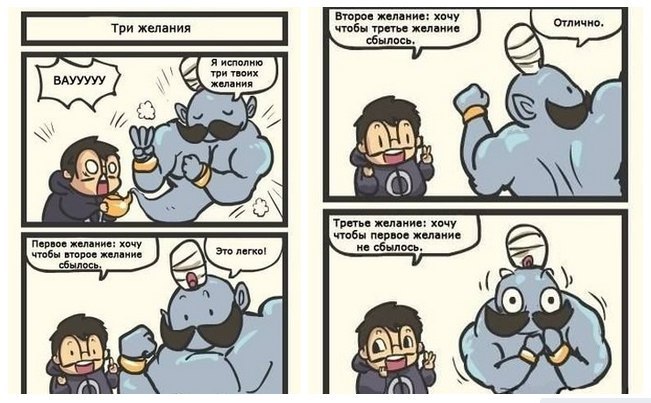 Три желания
ВАУУУУУ
Я исполню
три твоих
желания
Первое желание: хочу
чтобы второе желание
сбылось.
Это легко!
Второе желание: хочу
чтобы третье желание
сбылось.
Отлично.
Третье желание: хочу
чтобы первое желание
не сбылось.